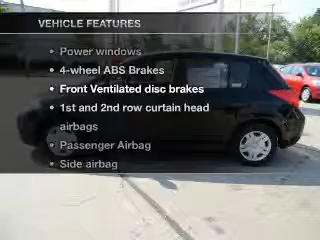 VEHICLE FEATURES
• Power windows
• 4-wheel ABS Brakes
• Front Ventilated disc brakes
• 1st and 2nd row curtain head
airbags
• Passenger Airbag
• Side airbag